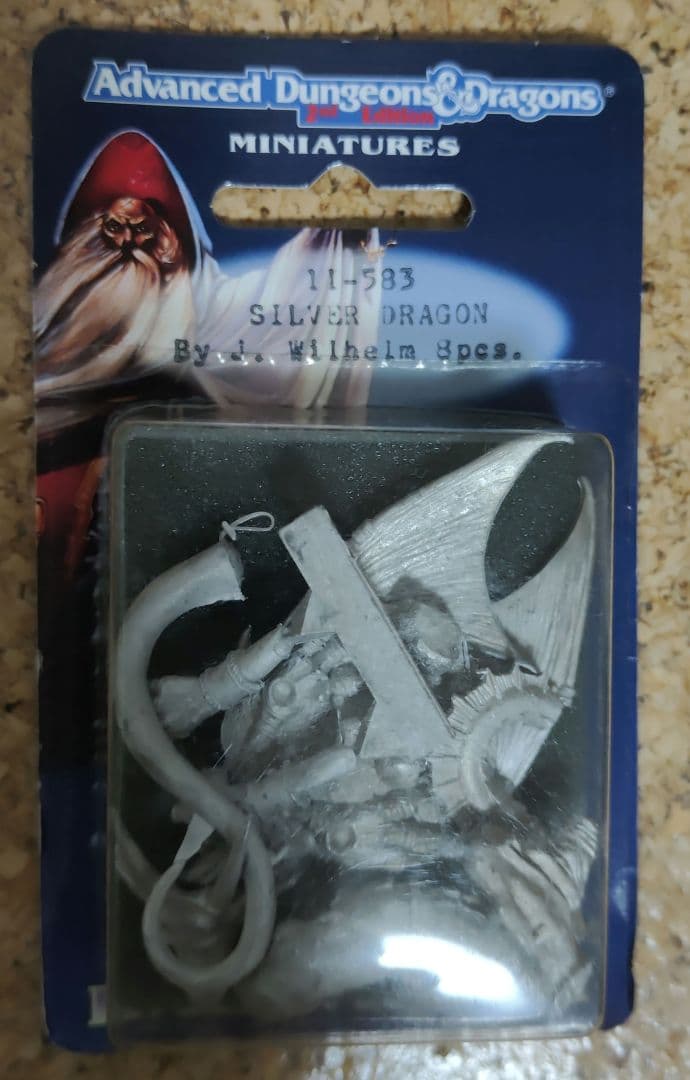 Advanced Dungeons & Dragons®
2nd Edition
MINIATURES
11-583
SILVER DRAGON
By J. Wilhelm 8pcs.